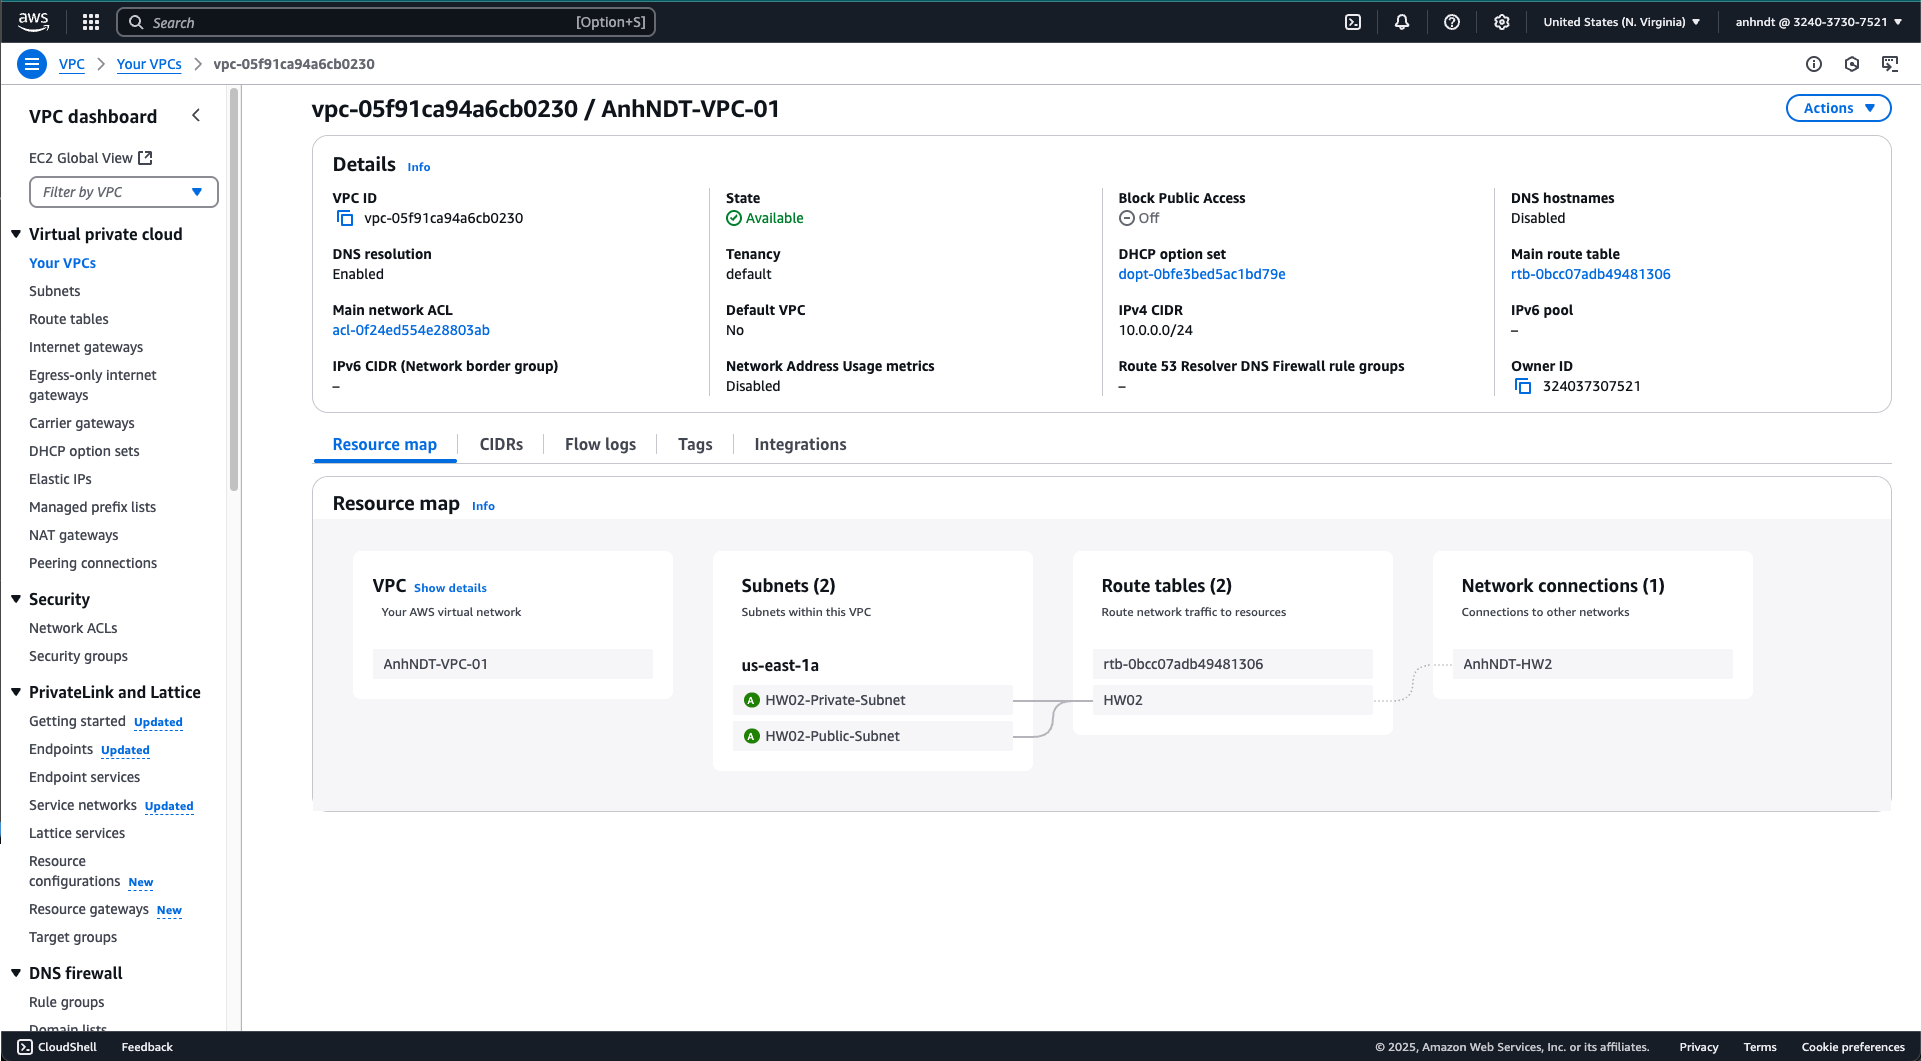 aws
Search [Option+S]
United States (N. Virginia)
anhndt @ 3240-3730-7521
VPC
Your VPCs
vpc-05f91ca94a6cb0230
VPC dashboard
EC2 Global View
Filter by VPC
Virtual private cloud
Your VPCs
Subnets
Route tables
Internet gateways
Egress-only internet
gateways
Carrier gateways
DHCP option sets
Elastic IPs
Managed prefix lists
NAT gateways
Peering connections
Security
Network ACLs
Security groups
PrivateLink and Lattice
Getting started Updated
Endpoints Updated
Endpoint services
Service networks Updated
Lattice services
Resource
configurations New
Resource gateways New
Target groups
DNS firewall
Rule groups
Domain lists
vpc-05f91ca94a6cb0230 / AnhNDT-VPC-01
Actions
Details Info
VPC ID
vpc-05f91ca94a6cb0230
State
Available
Block Public Access
Off
DNS hostnames
Disabled
DNS resolution
Enabled
Tenancy
default
DHCP option set
dopt-0bfe3bed5ac1bd79e
Main route table
rtb-0bcc07adb49481306
Main network ACL
acl-0f24ed554e28803ab
Default VPC
No
IPv4 CIDR
10.0.0.0/24
IPv6 pool
–
IPv6 CIDR (Network border group)
–
Network Address Usage metrics
Disabled
Route 53 Resolver DNS Firewall rule groups
–
Owner ID
324037307521
Resource map
CIDRs
Flow logs
Tags
Integrations
Resource map Info
VPC Show details
Your AWS virtual network
AnhNDT-VPC-01
Subnets (2)
Subnets within this VPC
us-east-1a
A HW02-Private-Subnet
A HW02-Public-Subnet
Route tables (2)
Route network traffic to resources
rtb-0bcc07adb49481306
HW02
Network connections (1)
Connections to other networks
AnhNDT-HW2
CloudShell
Feedback
© 2025, Amazon Web Services, Inc. or its affiliates.
Privacy
Terms
Cookie preferences